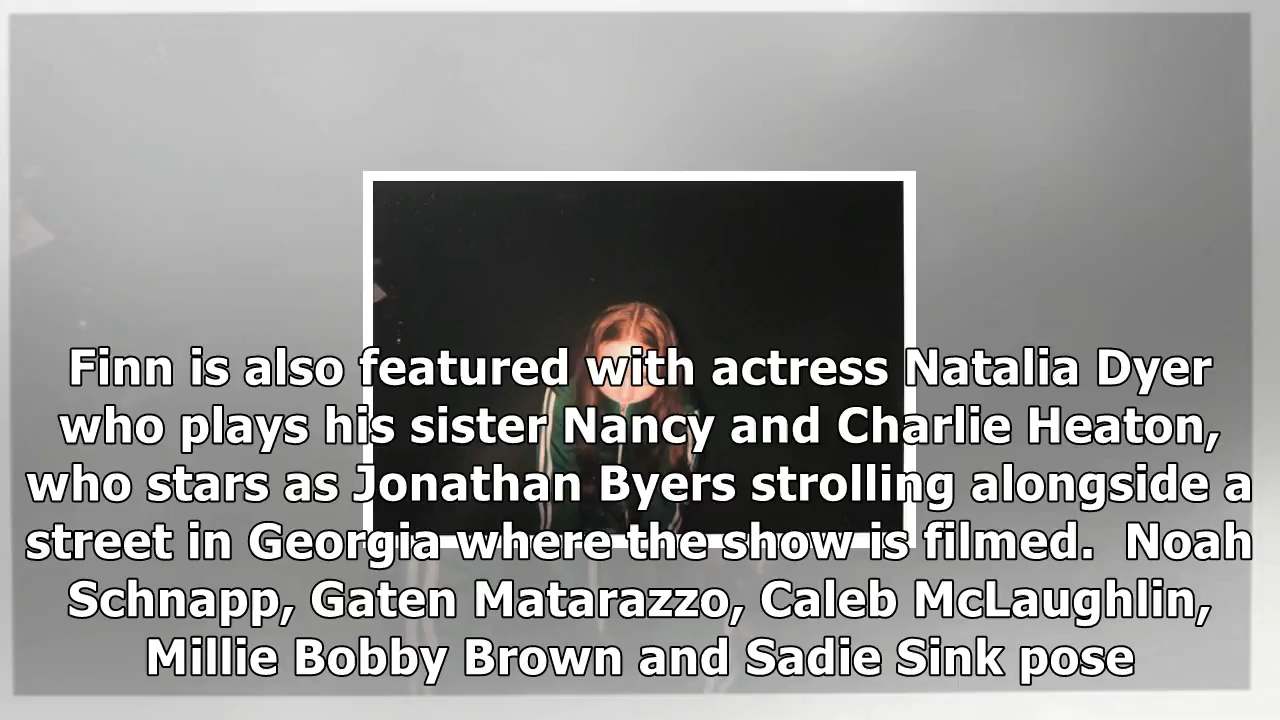 Finn is also featured with actress Natalia Dyer
who plays his sister Nancy and Charlie Heaton,
who stars as Jonathan Byers strolling alongside a
street in Georgia where the show is filmed.  Noah
Schnapp, Gaten Matarazzo, Caleb McLaughlin,
Millie Bobby Brown and Sadie Sink pose